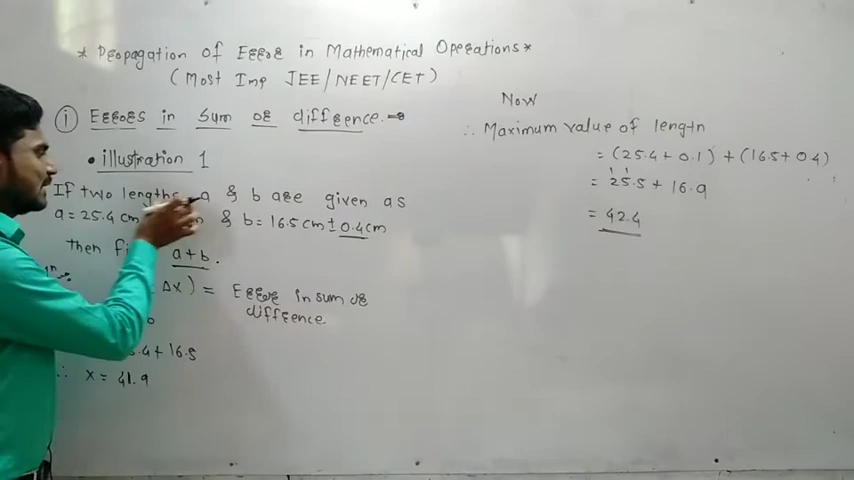 * Propagation of Error in Mathematical Operations *
(Most Imp JEE/NEET/CET)
i Errors in sum or difference.→
• illustration 1
If two lengths a & b are given as
a = 25.4 cm & b = 16.5 cm ± 0.4 cm
then a+b.
Δx) = Error in sum or
difference
.4 + 16.5
∴ x = 41.9
Now
∴ Maximum value of length
= (25.4 + 0.1) + (16.5 + 0.4)
= 25.5 + 16.9
= 42.4